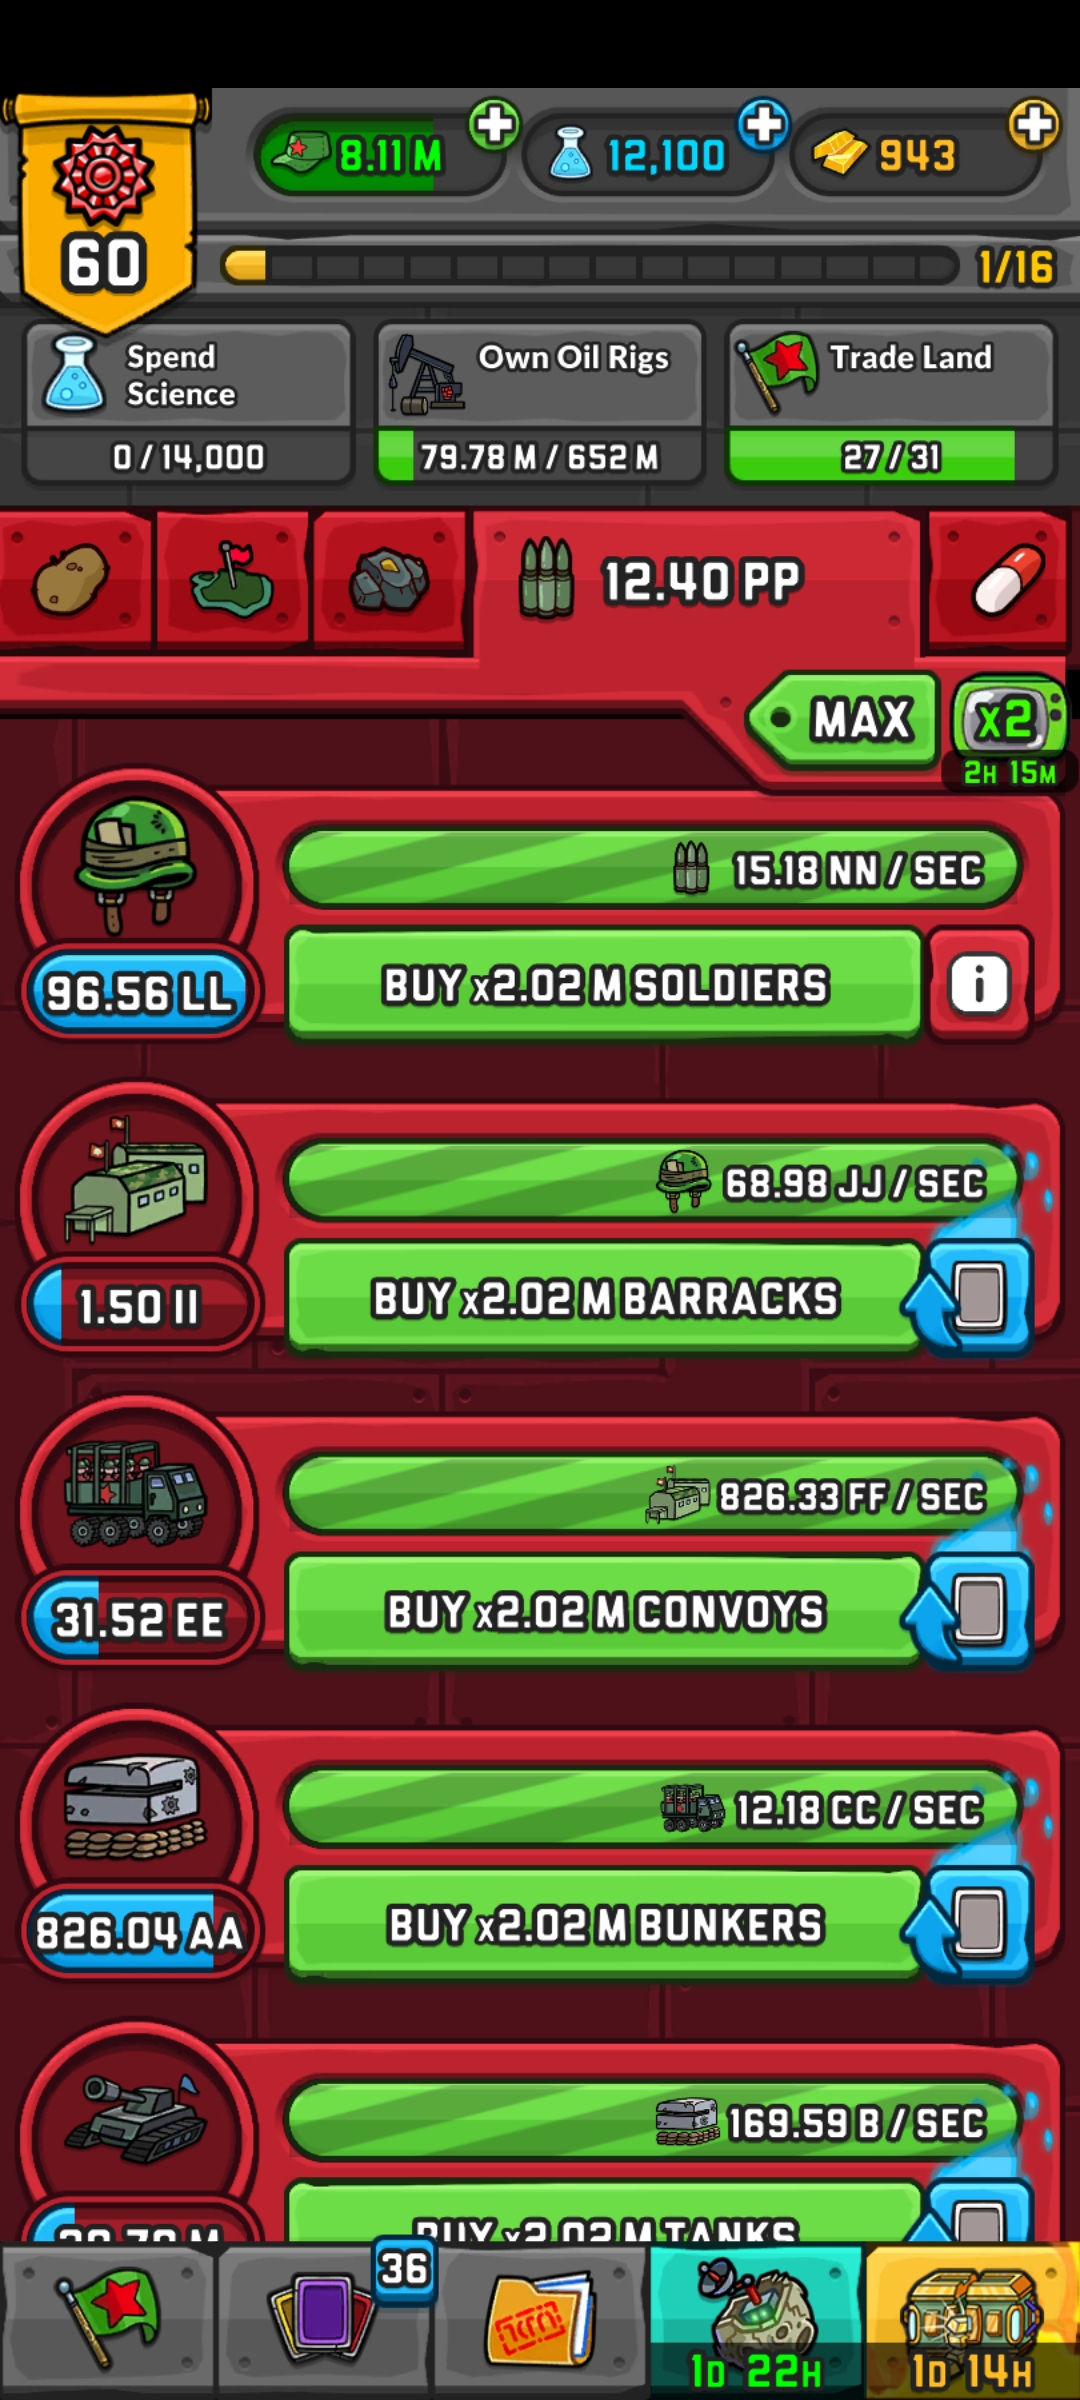 60
8.11 M
12,100
943
1/16
Spend
Science
0 / 14,000
Own Oil Rigs
79.78 M / 652 M
Trade Land
27 / 31
12.40 PP
MAX
x2
2H 15M
15.18 NN / SEC
96.56 LL
BUY x2.02 M SOLDIERS
i
68.98 JJ / SEC
1.50 II
BUY x2.02 M BARRACKS
826.33 FF / SEC
31.52 EE
BUY x2.02 M CONVOYS
12.18 CC / SEC
826.04 AA
BUY x2.02 M BUNKERS
169.59 B / SEC
BUY x2.02 M TANKS
36
1D 22H
1D 14H